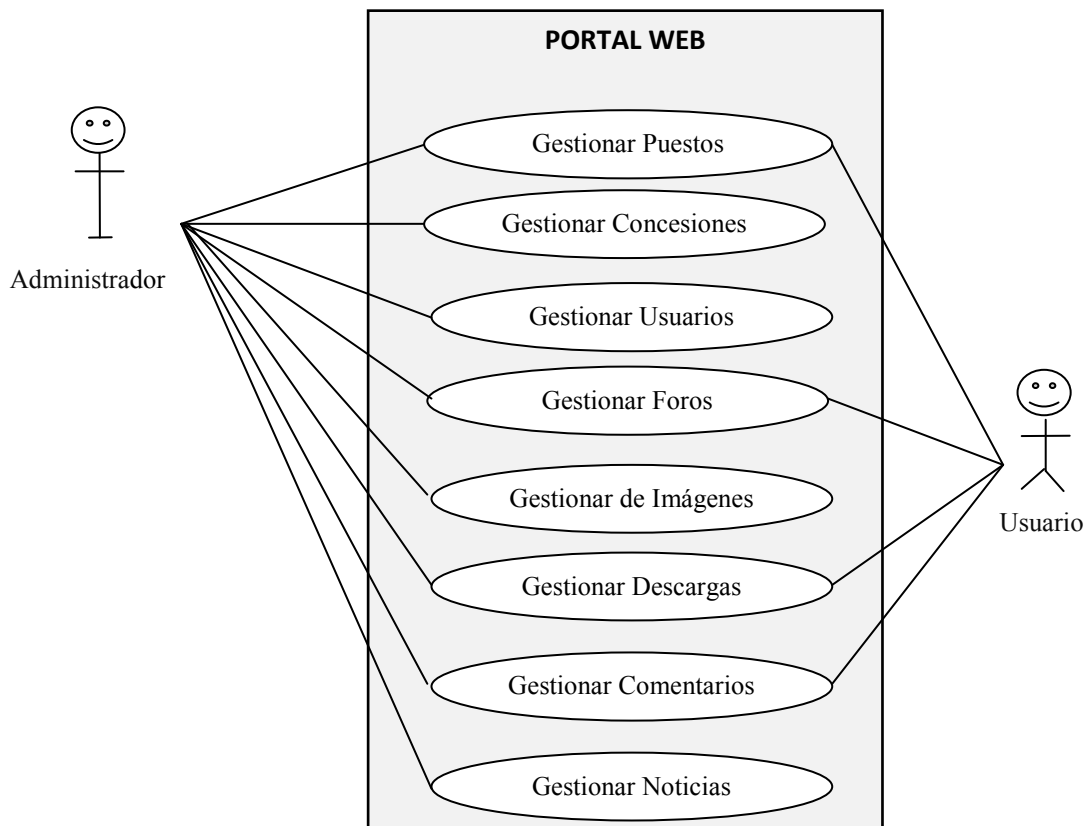 PORTAL WEB
Gestionar Puestos
Gestionar Concesiones
Administrador
Gestionar Usuarios
Gestionar Foros
Gestionar de Imágenes
Usuario
Gestionar Descargas
Gestionar Comentarios
Gestionar Noticias